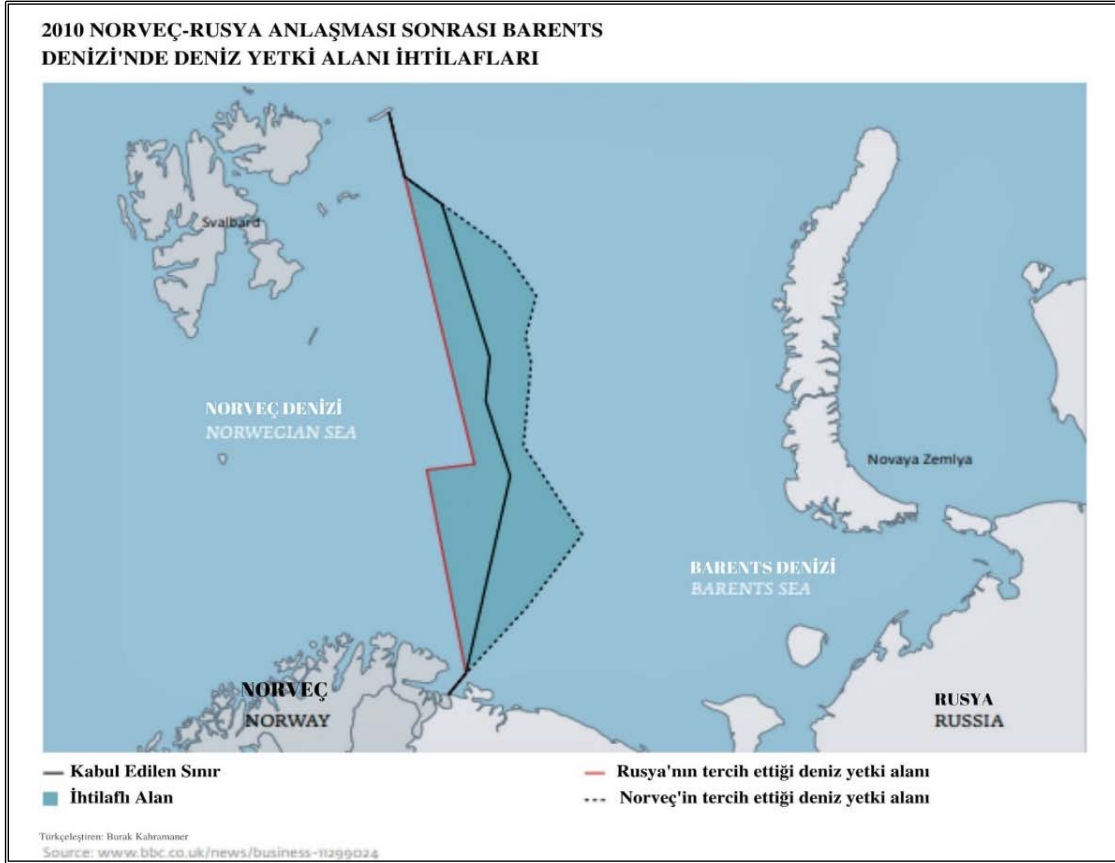 2010 NORVEÇ-RUSYA ANLAŞMASI SONRASI BARENTS
DENİZİ'NDE DENİZ YETKİ ALANI İHTİLAFLARI
Svalbard
NORVEÇ DENİZİ
NORWEGIAN SEA
Novaya Zemlya
BARENTS DENİZİ
BARENTS SEA
NORVEÇ
NORWAY
RUSYA
RUSSIA
Kabul Edilen Sınır
İhtilaflı Alan
Rusya'nın tercih ettiği deniz yetki alanı
Norveç'in tercih ettiği deniz yetki alanı
Türkçeleştiren: Burak Kahramaner
Source: www.bbc.co.uk/news/business-11299024